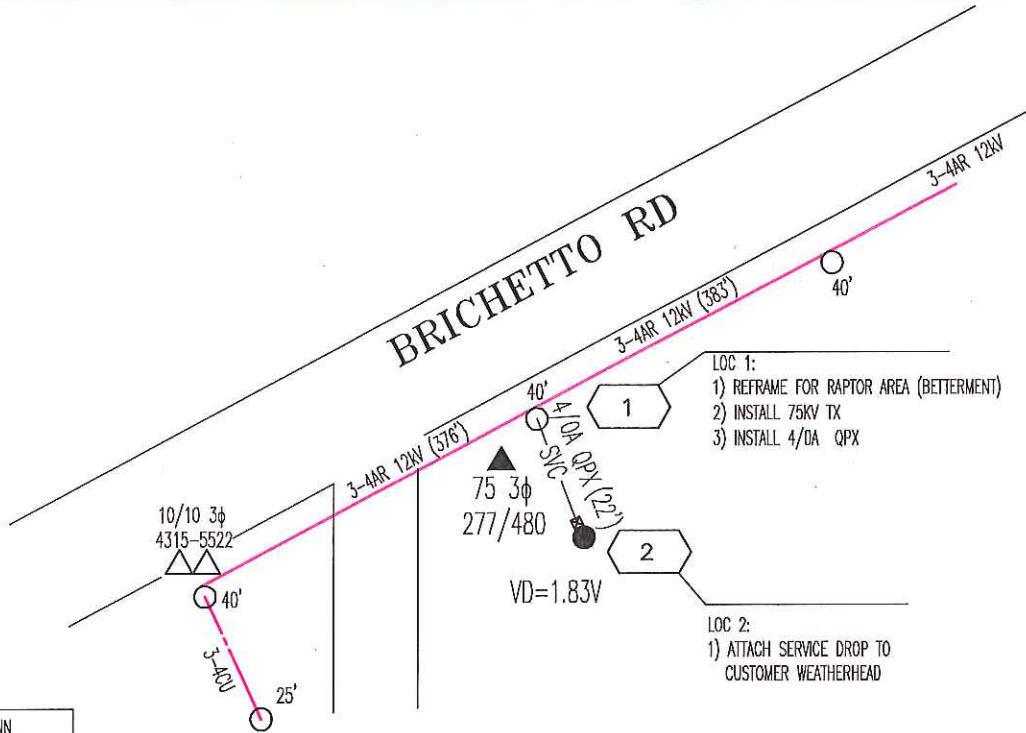 BRICHETTO RD
3-4AR 12KV
3-4AR 12KV (383')
40'
LOC 1:
1) REFRAME FOR RAPTOR AREA (BETTERMENT)
2) INSTALL 75KV TX
3) INSTALL 4/0A QPX
40'
1
4/0A QPX (22')
SVC
3-4AR 12KV (376')
75 3ϕ
277/480
10/10 3ϕ
4315-5522
2
VD=1.83V
40'
LOC 2:
1) ATTACH SERVICE DROP TO
CUSTOMER WEATHERHEAD
3-4CU
25'